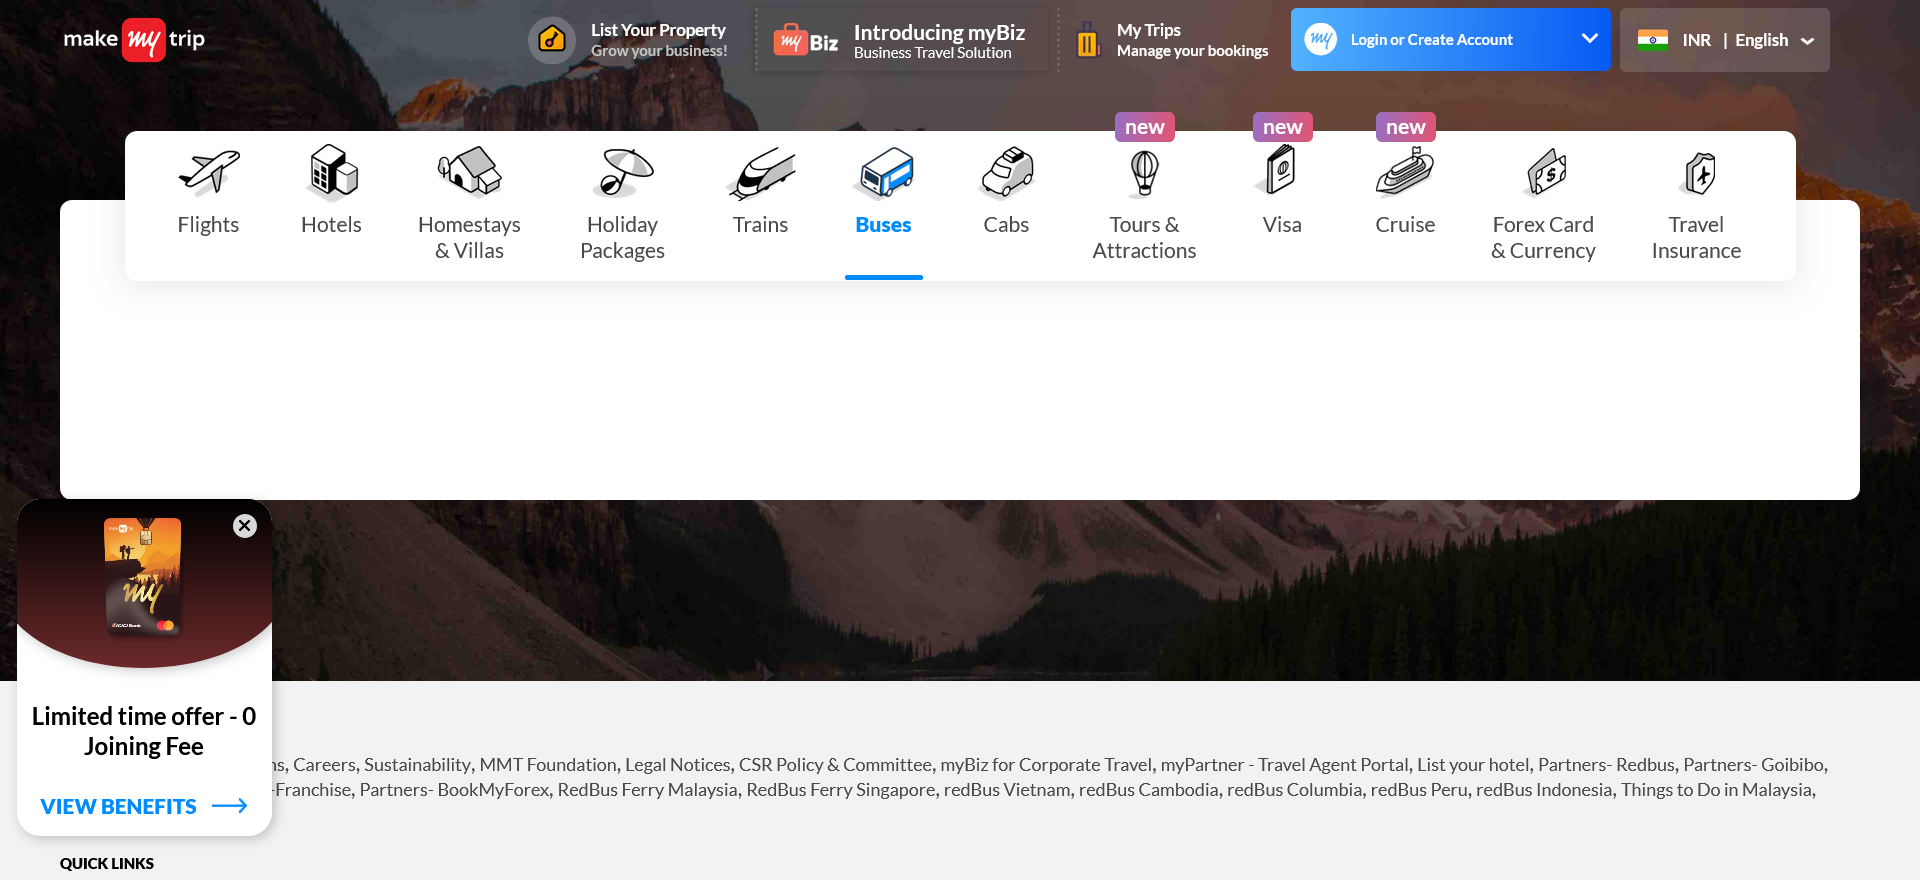 make my trip
List Your Property
Grow your business!
my Biz
Introducing myBiz
Business Travel Solution
My Trips
Manage your bookings
my
Login or Create Account
INR | English
new
new
new
Flights
Hotels
Homestays
& Villas
Holiday
Packages
Trains
Buses
Cabs
Tours &
Attractions
Visa
Cruise
Forex Card
& Currency
Travel
Insurance
my
ICICI Bank
Limited time offer - 0
Joining Fee
VIEW BENEFITS
, Careers, Sustainability, MMT Foundation, Legal Notices, CSR Policy & Committee, myBiz for Corporate Travel, myPartner - Travel Agent Portal, List your hotel, Partners- Redbus, Partners- Goibibo,
-Franchise, Partners- BookMyForex, RedBus Ferry Malaysia, RedBus Ferry Singapore, redBus Vietnam, redBus Cambodia, redBus Columbia, redBus Peru, redBus Indonesia, Things to Do in Malaysia,
QUICK LINKS